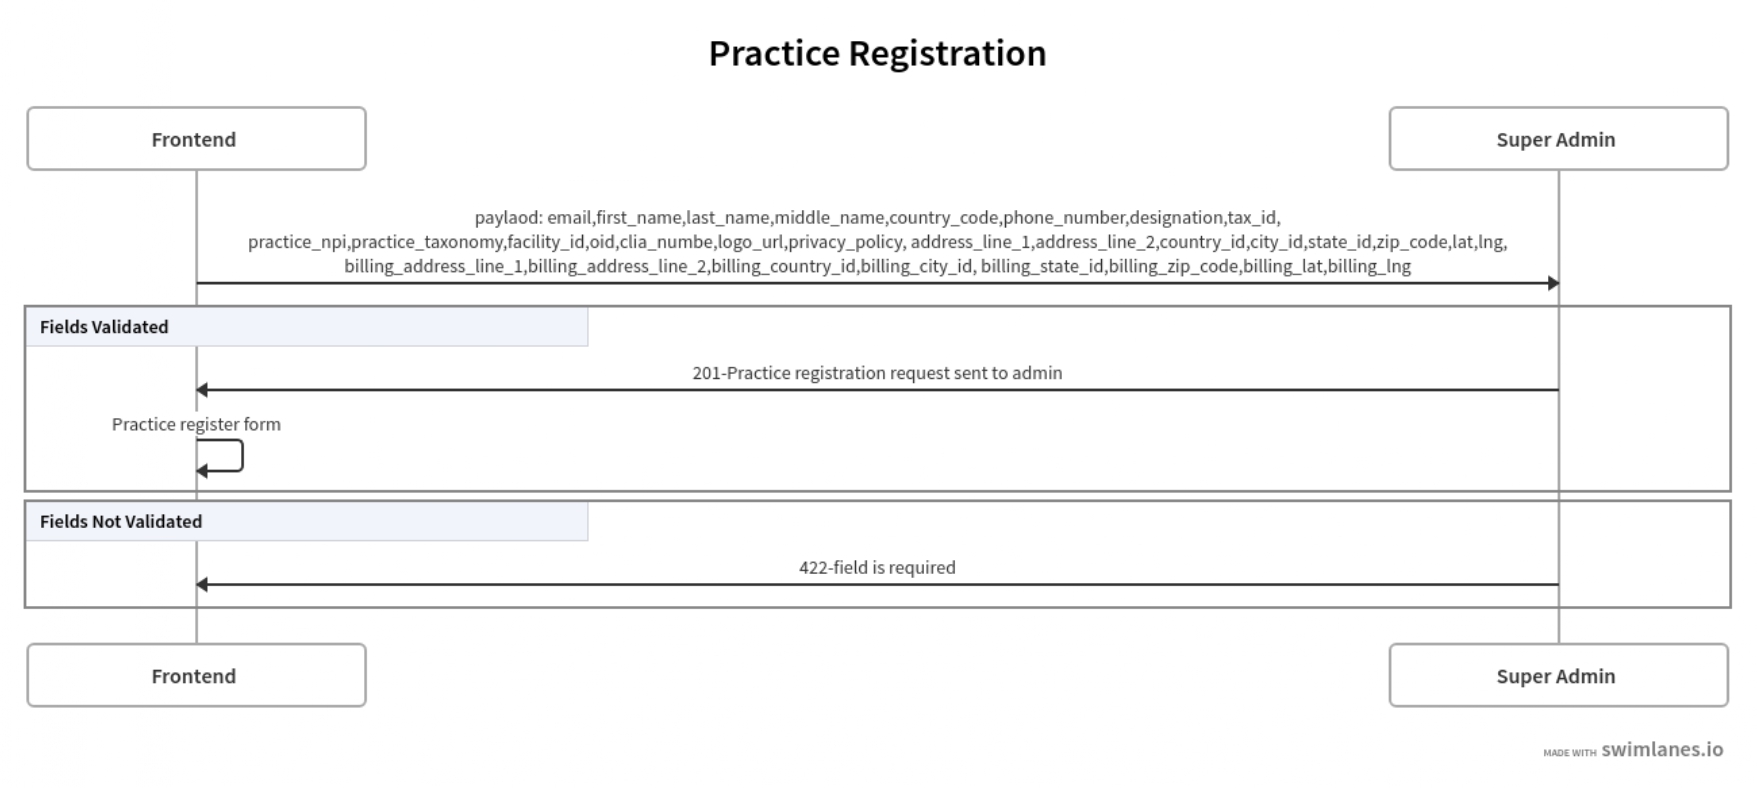 Practice Registration
Frontend
Super Admin
paylaod: email,first_name,last_name,middle_name,country_code,phone_number,designation,tax_id,
practice_npi,practice_taxonomy,facility_id,oid,clia_numbe,logo_url,privacy_policy, address_line_1,address_line_2,country_id,city_id,state_id,zip_code,lat,lng,
billing_address_line_1,billing_address_line_2,billing_country_id,billing_city_id, billing_state_id,billing_zip_code,billing_lat,billing_lng
Fields Validated
201-Practice registration request sent to admin
Practice register form
Fields Not Validated
422-field is required
Frontend
Super Admin
MADE WITH swimlanes.io